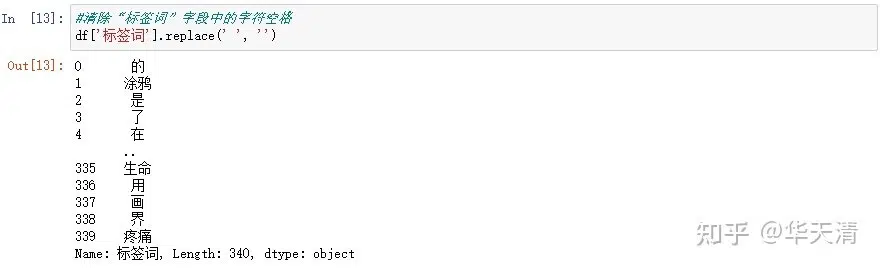 In [13]: #清除“标签词”字段中的字符空格
df['标签词'].replace(' ', '')
Out[13]: 0 的
1 涂鸦
2 是
3 了
4 在
..
335 生命
336 用
337 画
338 界
339 疼痛
Name: 标签词, Length: 340, dtype: object
知乎 @华天清